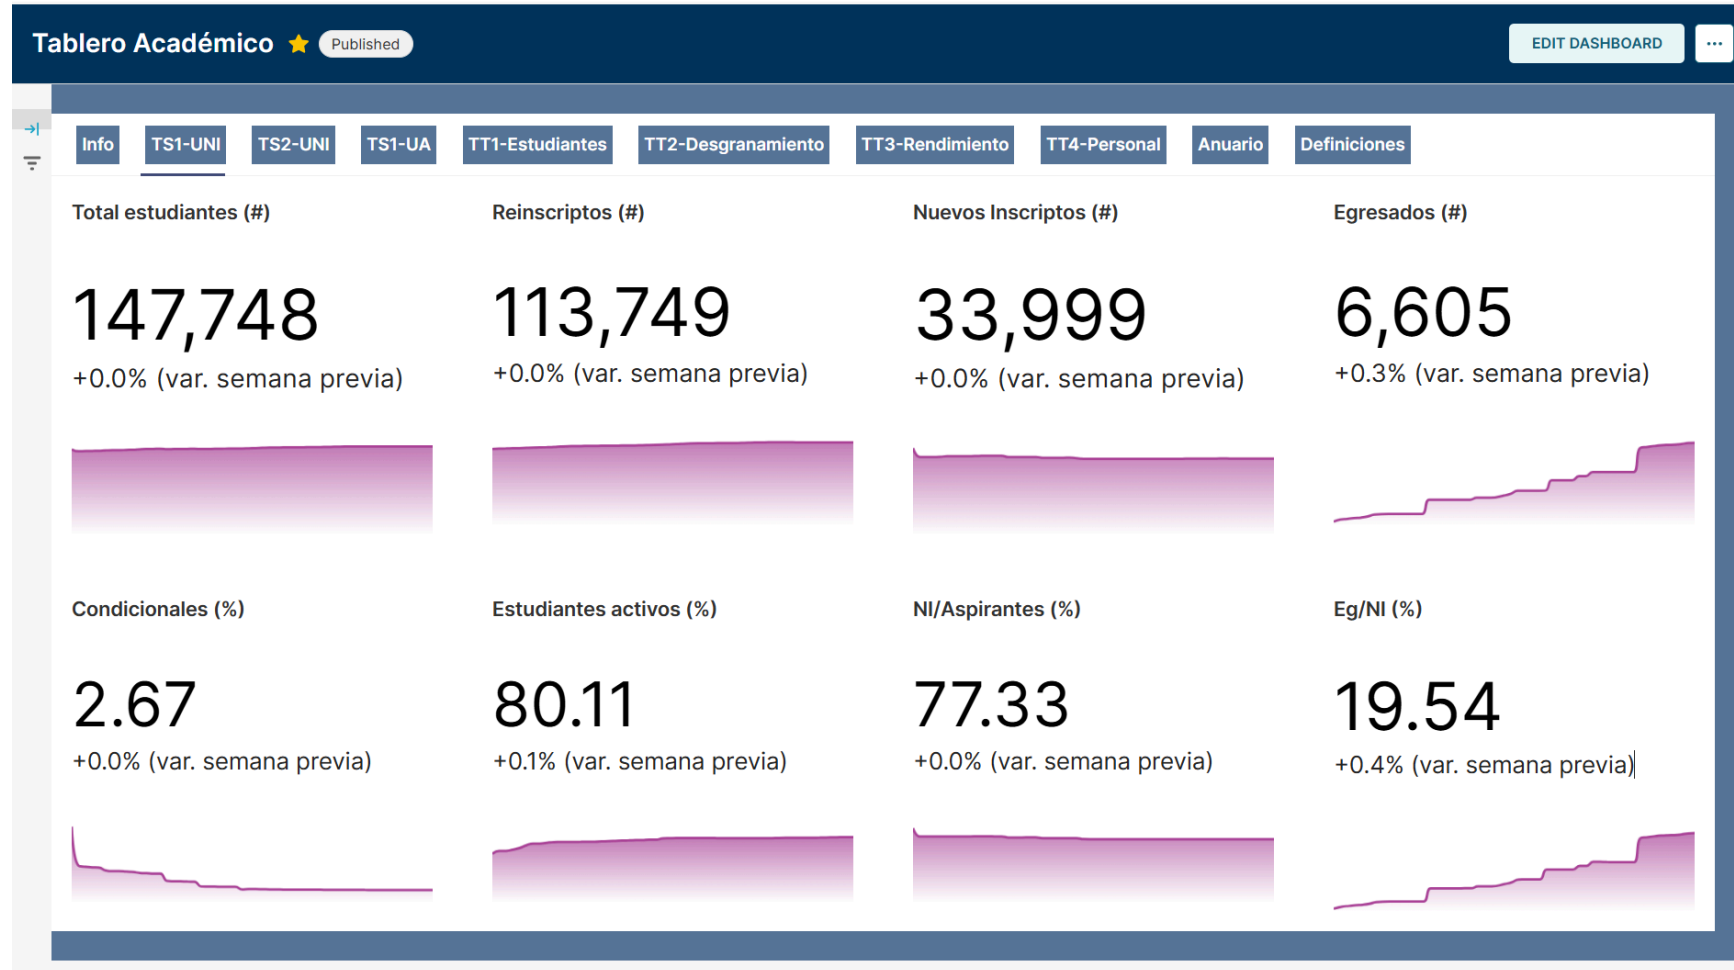 Tablero Académico Published EDIT DASHBOARD ...
Info TS1-UNI TS2-UNI TS1-UA TT1-Estudiantes TT2-Desgranamiento TT3-Rendimiento TT4-Personal Anuario Definiciones
Total estudiantes (#)
147,748
+0.0% (var. semana previa)
Reinscriptos (#)
113,749
+0.0% (var. semana previa)
Nuevos Inscriptos (#)
33,999
+0.0% (var. semana previa)
Egresados (#)
6,605
+0.3% (var. semana previa)
Condicionales (%)
2.67
+0.0% (var. semana previa)
Estudiantes activos (%)
80.11
+0.1% (var. semana previa)
NI/Aspirantes (%)
77.33
+0.0% (var. semana previa)
Eg/NI (%)
19.54
+0.4% (var. semana previa)